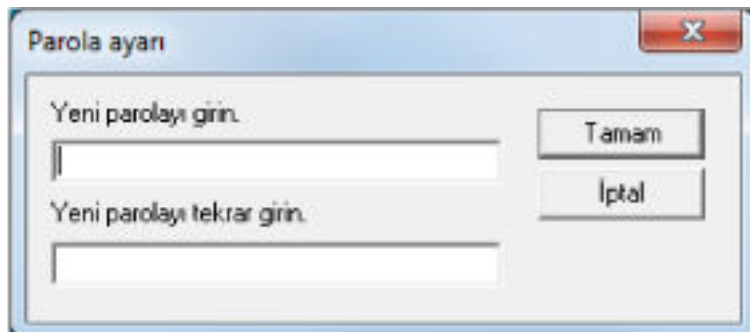 Parola ayarı
Yeni parolayı girin.
Tamam
İptal
Yeni parolayı tekrar girin.